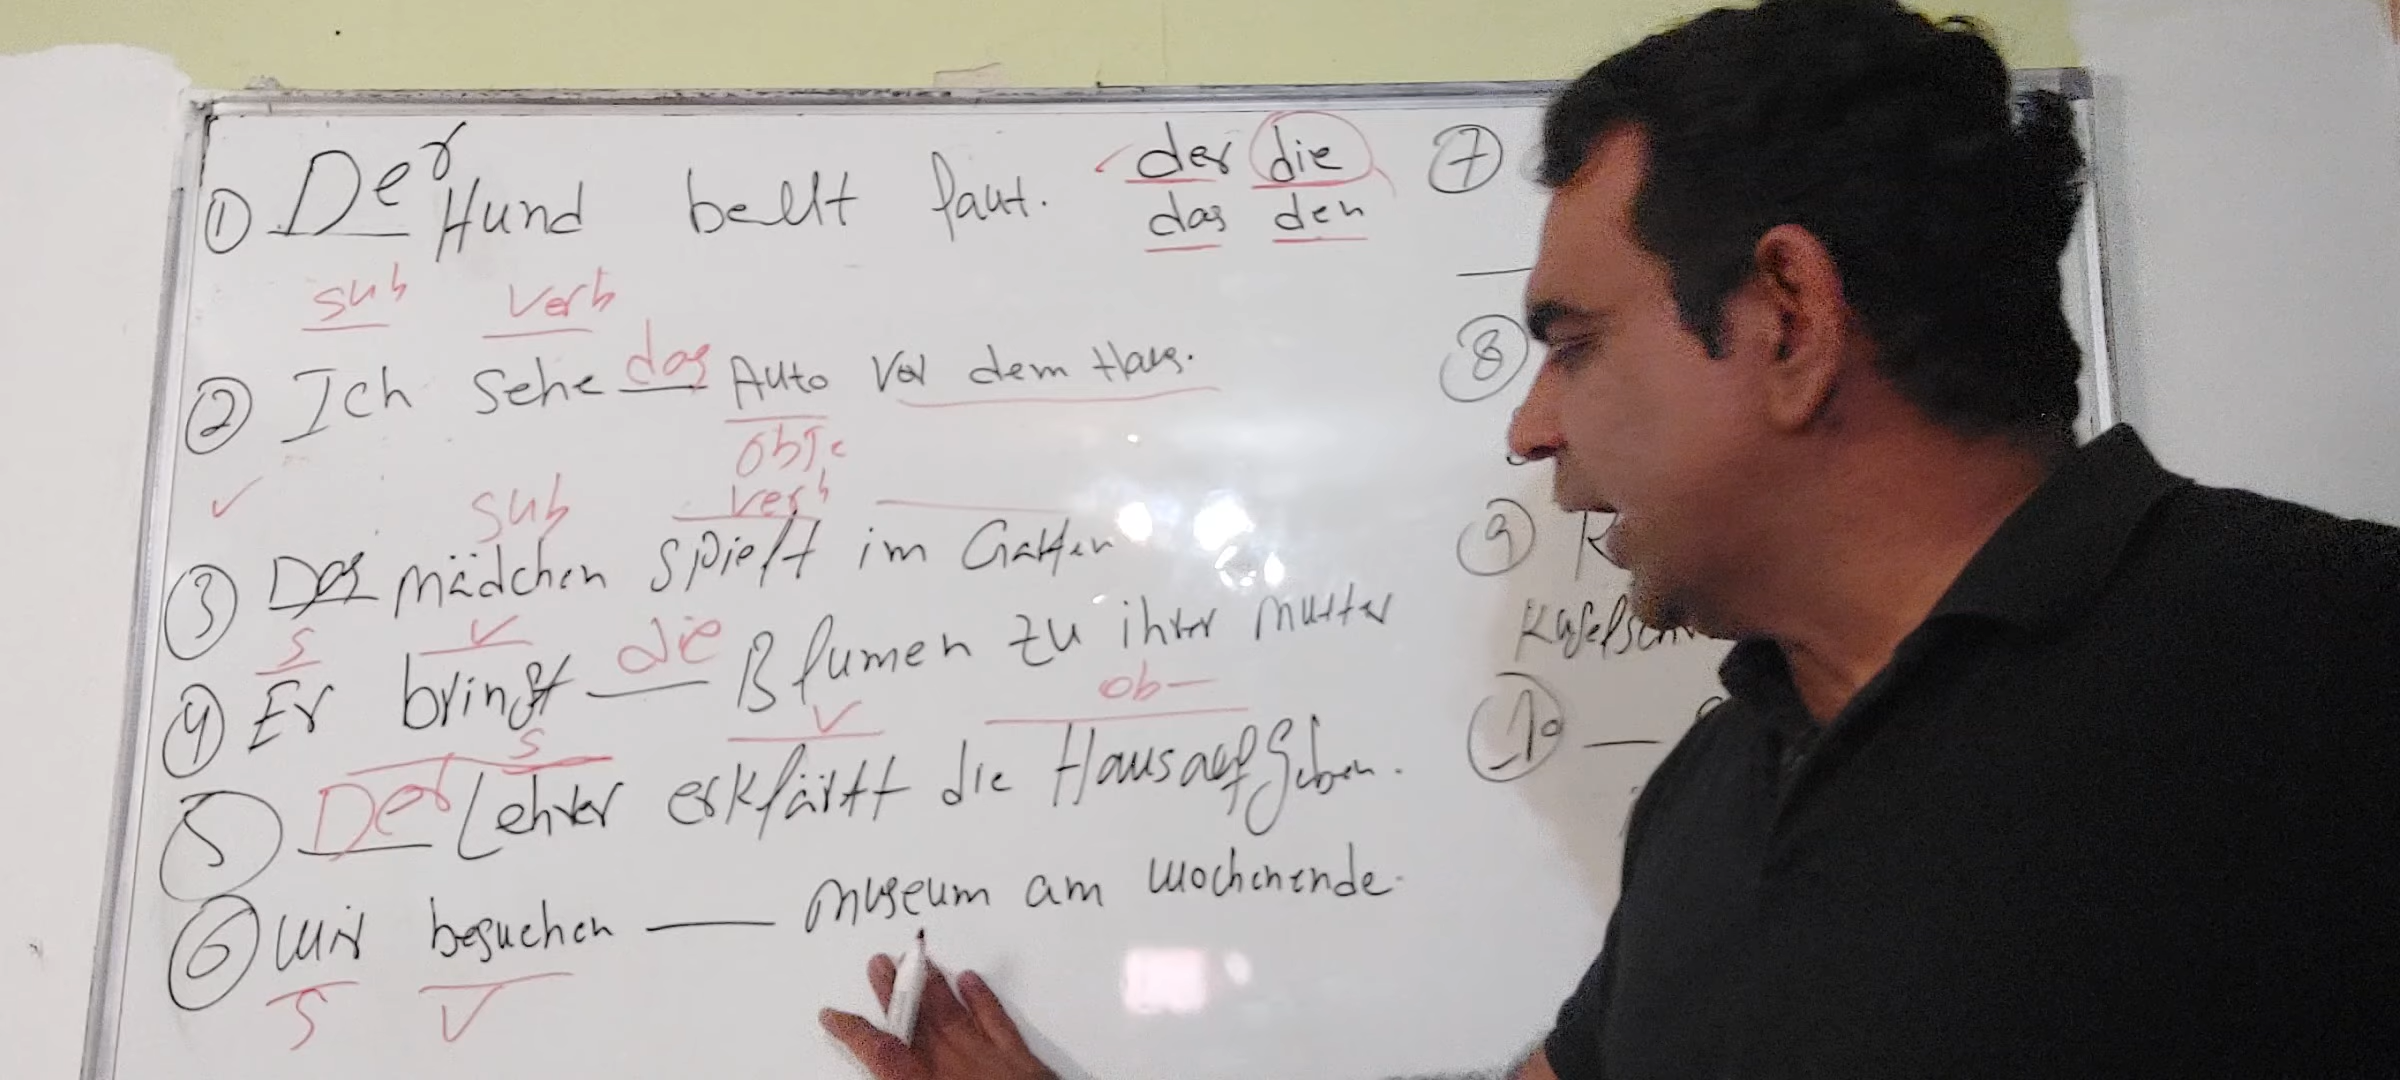 ① Der Hund bellt laut.
der die
das den
sub verb
② Ich sehe das Auto vor dem Haus.
obje
sub verb
③ Das mädchen spielt im Garten
s v
④ Er bringt die Blumen zu ihrer mutter
s v ob
⑤ Der Lehrer erklärt die Hausaufgaben.
⑥ wir besuchen ___ museum am wochenende.
s v
⑦
⑧
⑨
⑩